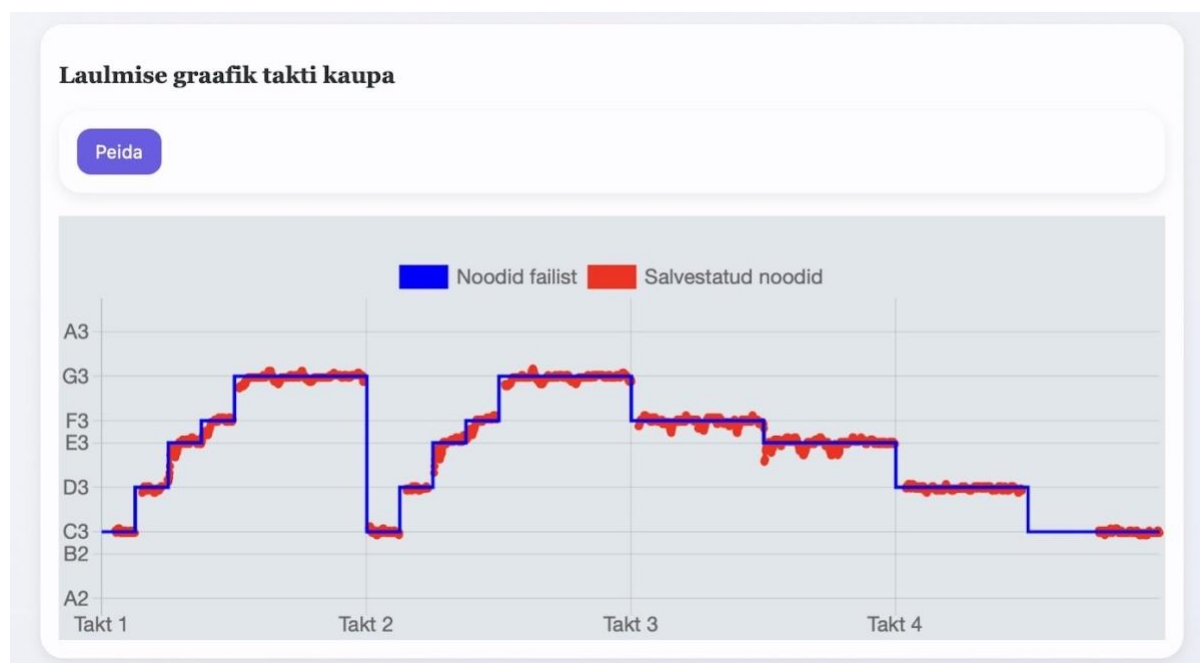 Laulmise graafik takti kaupa
Peida
Noodid failist Salvestatud noodid
A3
G3
F3
E3
D3
C3
B2
A2
Takt 1 Takt 2 Takt 3 Takt 4